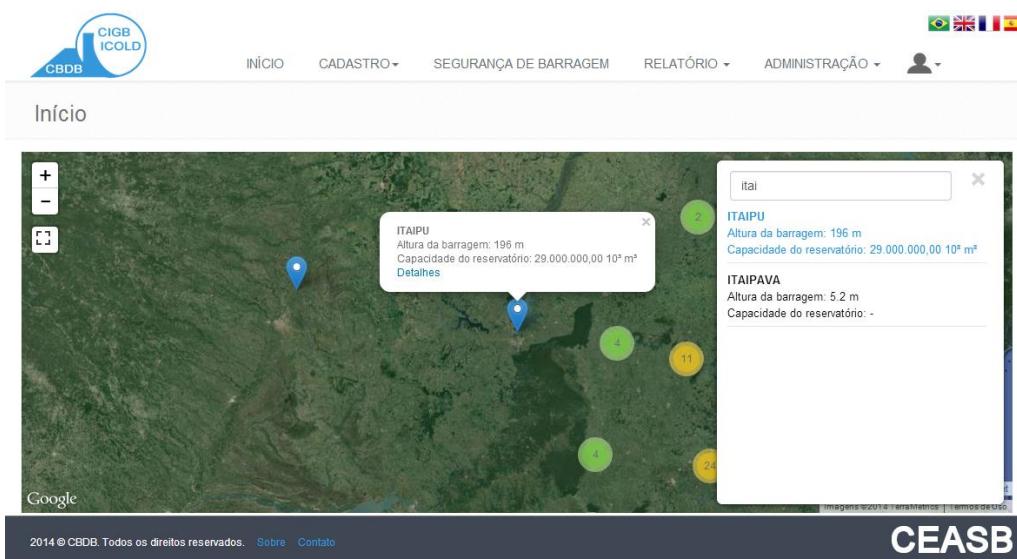 CIGB
ICOLD
CBDB
INÍCIO
CADASTRO
SEGURANÇA DE BARRAGEM
RELATÓRIO
ADMINISTRAÇÃO
Início
+
−
itai
×
ITAIPU
Altura da barragem: 196 m
Capacidade do reservatório: 29.000.000,00 10³ m³
Detalhes
×
2
4
11
4
24
ITAIPU
Altura da barragem: 196 m
Capacidade do reservatório: 29.000.000,00 10³ m³
ITAIPAVA
Altura da barragem: 5.2 m
Capacidade do reservatório: -
Google
Imagens ©2014 TerraMetrics
Termos de Uso
2014 © CBDB. Todos os direitos reservados. Sobre Contato
CEASB